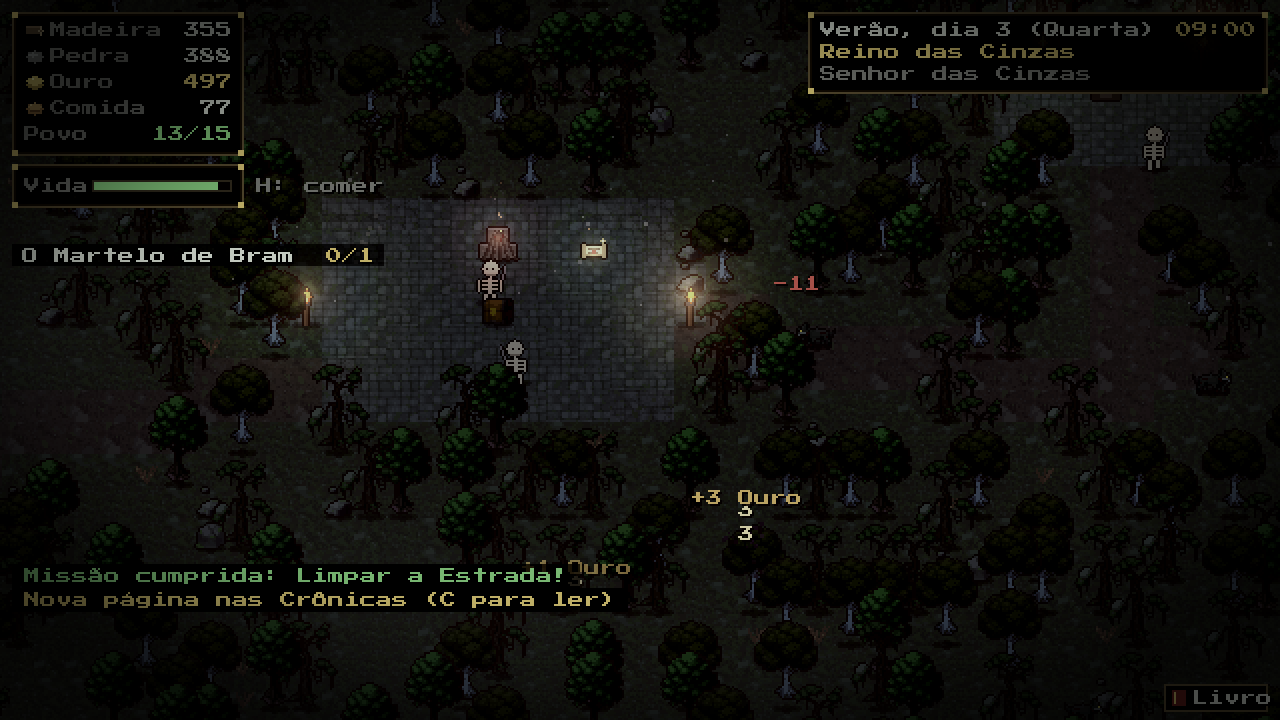 Madeira 355
Pedra 388
Ouro 497
Comida 77
Povo 13/15
Vida
H: comer
O Martelo de Bram 0/1
Verão, dia 3 (Quarta) 09:00
Reino das Cinzas
Senhor das Cinzas
-11
+3 Ouro
3
3
Ouro
Missão cumprida: Limpar a Estrada!
Nova página nas Crônicas (C para ler)
Livro